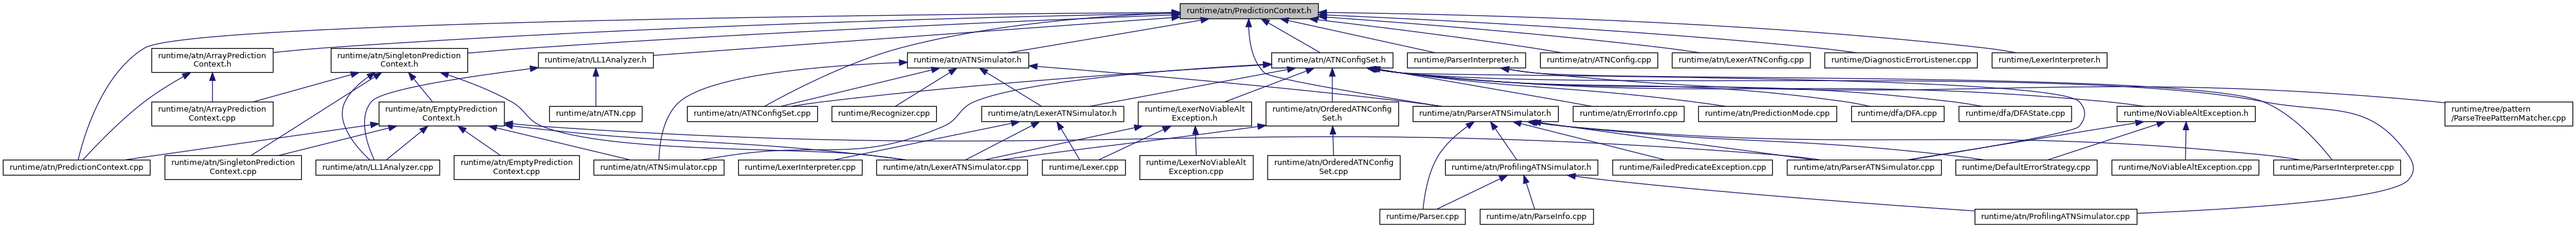 runtime/atn/PredictionContext.h
runtime/atn/ArrayPrediction
Context.h
runtime/atn/SingletonPrediction
Context.h
runtime/atn/LL1Analyzer.h
runtime/atn/ATNSimulator.h
runtime/atn/ATNConfigSet.h
runtime/ParserInterpreter.h
runtime/atn/ATNConfig.cpp
runtime/atn/LexerATNConfig.cpp
runtime/DiagnosticErrorListener.cpp
runtime/LexerInterpreter.h
runtime/atn/ArrayPrediction
Context.cpp
runtime/atn/EmptyPrediction
Context.h
runtime/atn/ATN.cpp
runtime/atn/ATNConfigSet.cpp
runtime/Recognizer.cpp
runtime/atn/LexerATNSimulator.h
runtime/LexerNoViableAlt
Exception.h
runtime/atn/OrderedATNConfig
Set.h
runtime/atn/ParserATNSimulator.h
runtime/atn/ErrorInfo.cpp
runtime/atn/PredictionMode.cpp
runtime/dfa/DFA.cpp
runtime/dfa/DFAState.cpp
runtime/NoViableAltException.h
runtime/tree/pattern
/ParseTreePatternMatcher.cpp
runtime/atn/PredictionContext.cpp
runtime/atn/SingletonPrediction
Context.cpp
runtime/atn/LL1Analyzer.cpp
runtime/atn/EmptyPrediction
Context.cpp
runtime/atn/ATNSimulator.cpp
runtime/LexerInterpreter.cpp
runtime/atn/LexerATNSimulator.cpp
runtime/Lexer.cpp
runtime/LexerNoViableAlt
Exception.cpp
runtime/atn/OrderedATNConfig
Set.cpp
runtime/atn/ProfilingATNSimulator.h
runtime/FailedPredicateException.cpp
runtime/atn/ParserATNSimulator.cpp
runtime/DefaultErrorStrategy.cpp
runtime/NoViableAltException.cpp
runtime/ParserInterpreter.cpp
runtime/Parser.cpp
runtime/atn/ParseInfo.cpp
runtime/atn/ProfilingATNSimulator.cpp